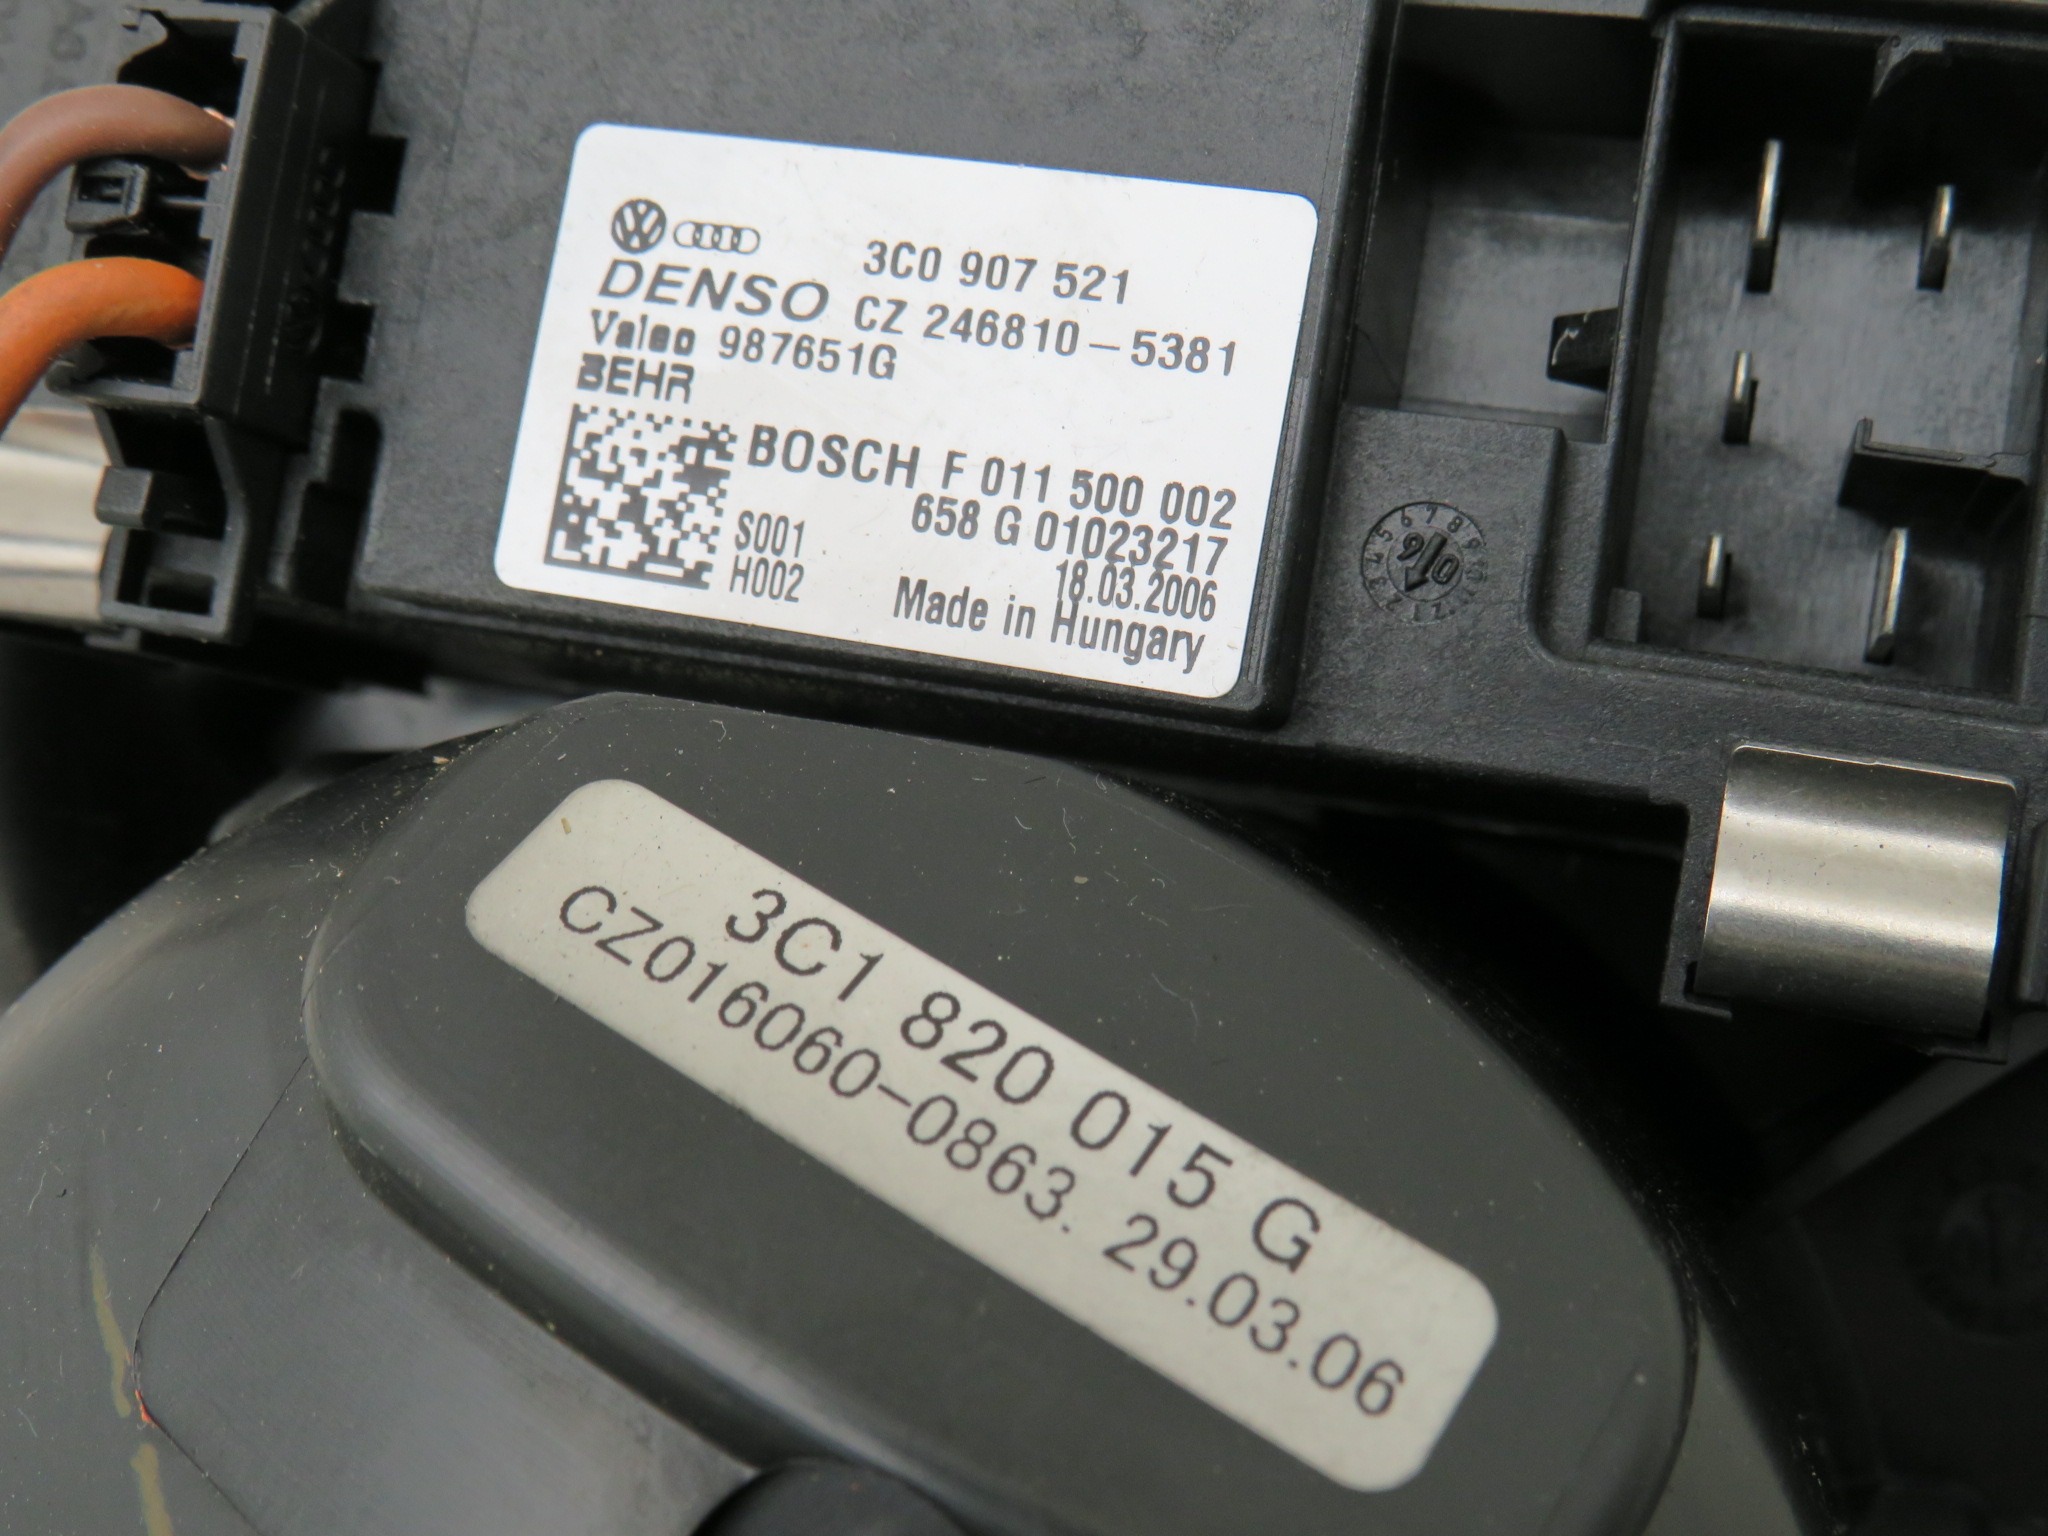 3C0 907 521
DENSO CZ 246810-5381
Valeo 987651G
BEHR
BOSCH F 011 500 002
658 G 01023217
S001
18.03.2006
H002
Made in Hungary
3C1 820 015 G
CZ016060-0863. 29.03.06